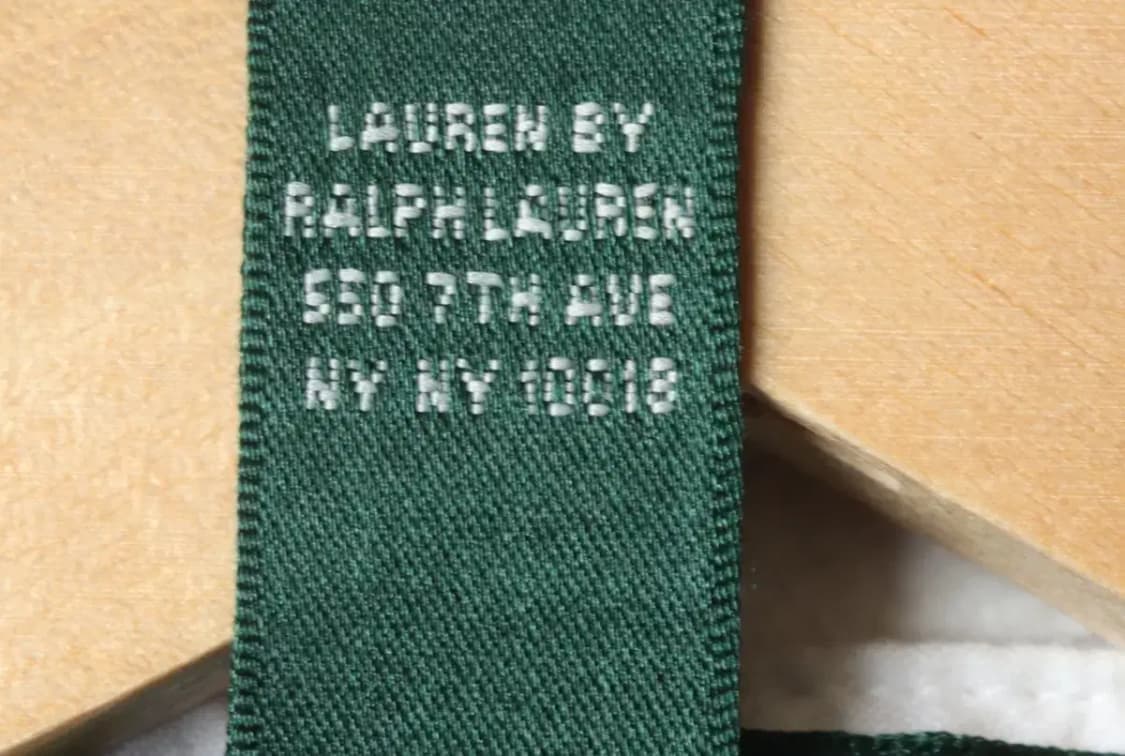 LAUREN BY
RALPH LAUREN
550 7TH AVE
NY NY 10018